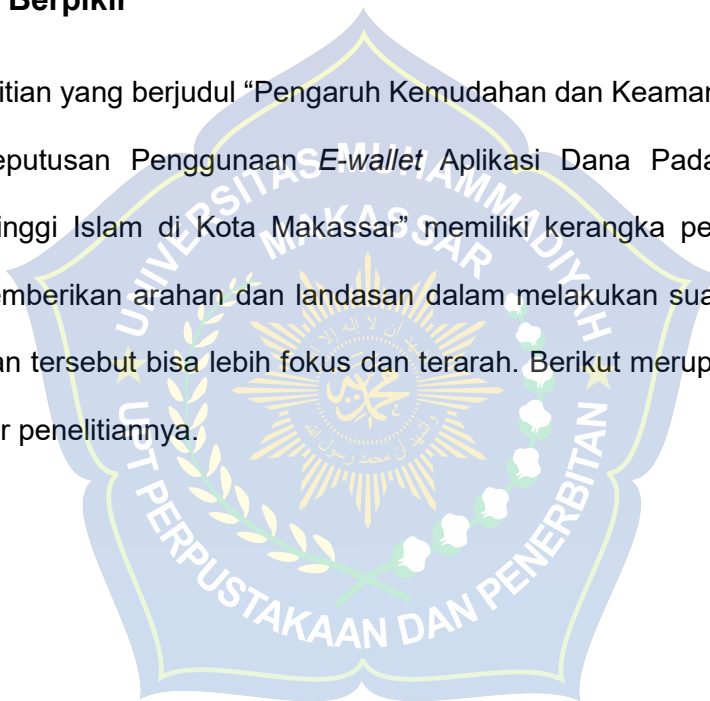 Berpikir
itian yang berjudul “Pengaruh Kemudahan dan Keamar
eputusan Penggunaan E-wallet Aplikasi Dana Pada
inggi Islam di Kota Makassar” memiliki kerangka pe
emberikan arahan dan landasan dalam melakukan sua
an tersebut bisa lebih fokus dan terarah. Berikut merup
r penelitiannya.
UNIVERSITAS MUHAMMADIYAH
MAKASSAR
UPT PERPUSTAKAAN DAN PENERBITAN